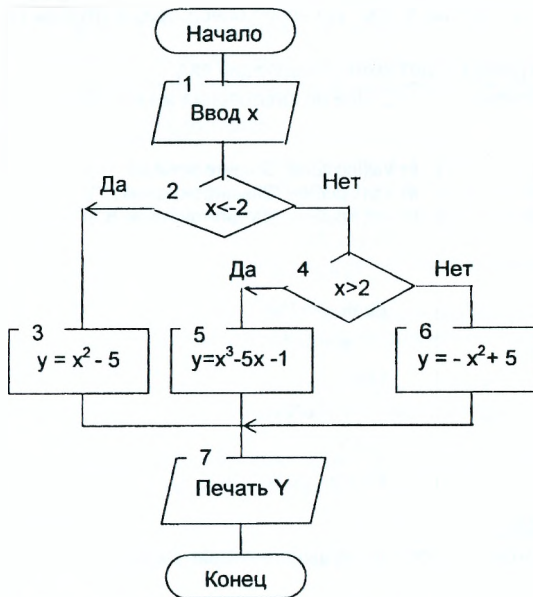 Начало
1
Ввод x
Да
2
x<-2
Нет
Да
4
x>2
Нет
3
y = x² - 5
5
y=x³-5x -1
6
y = - x²+ 5
7
Печать Y
Конец